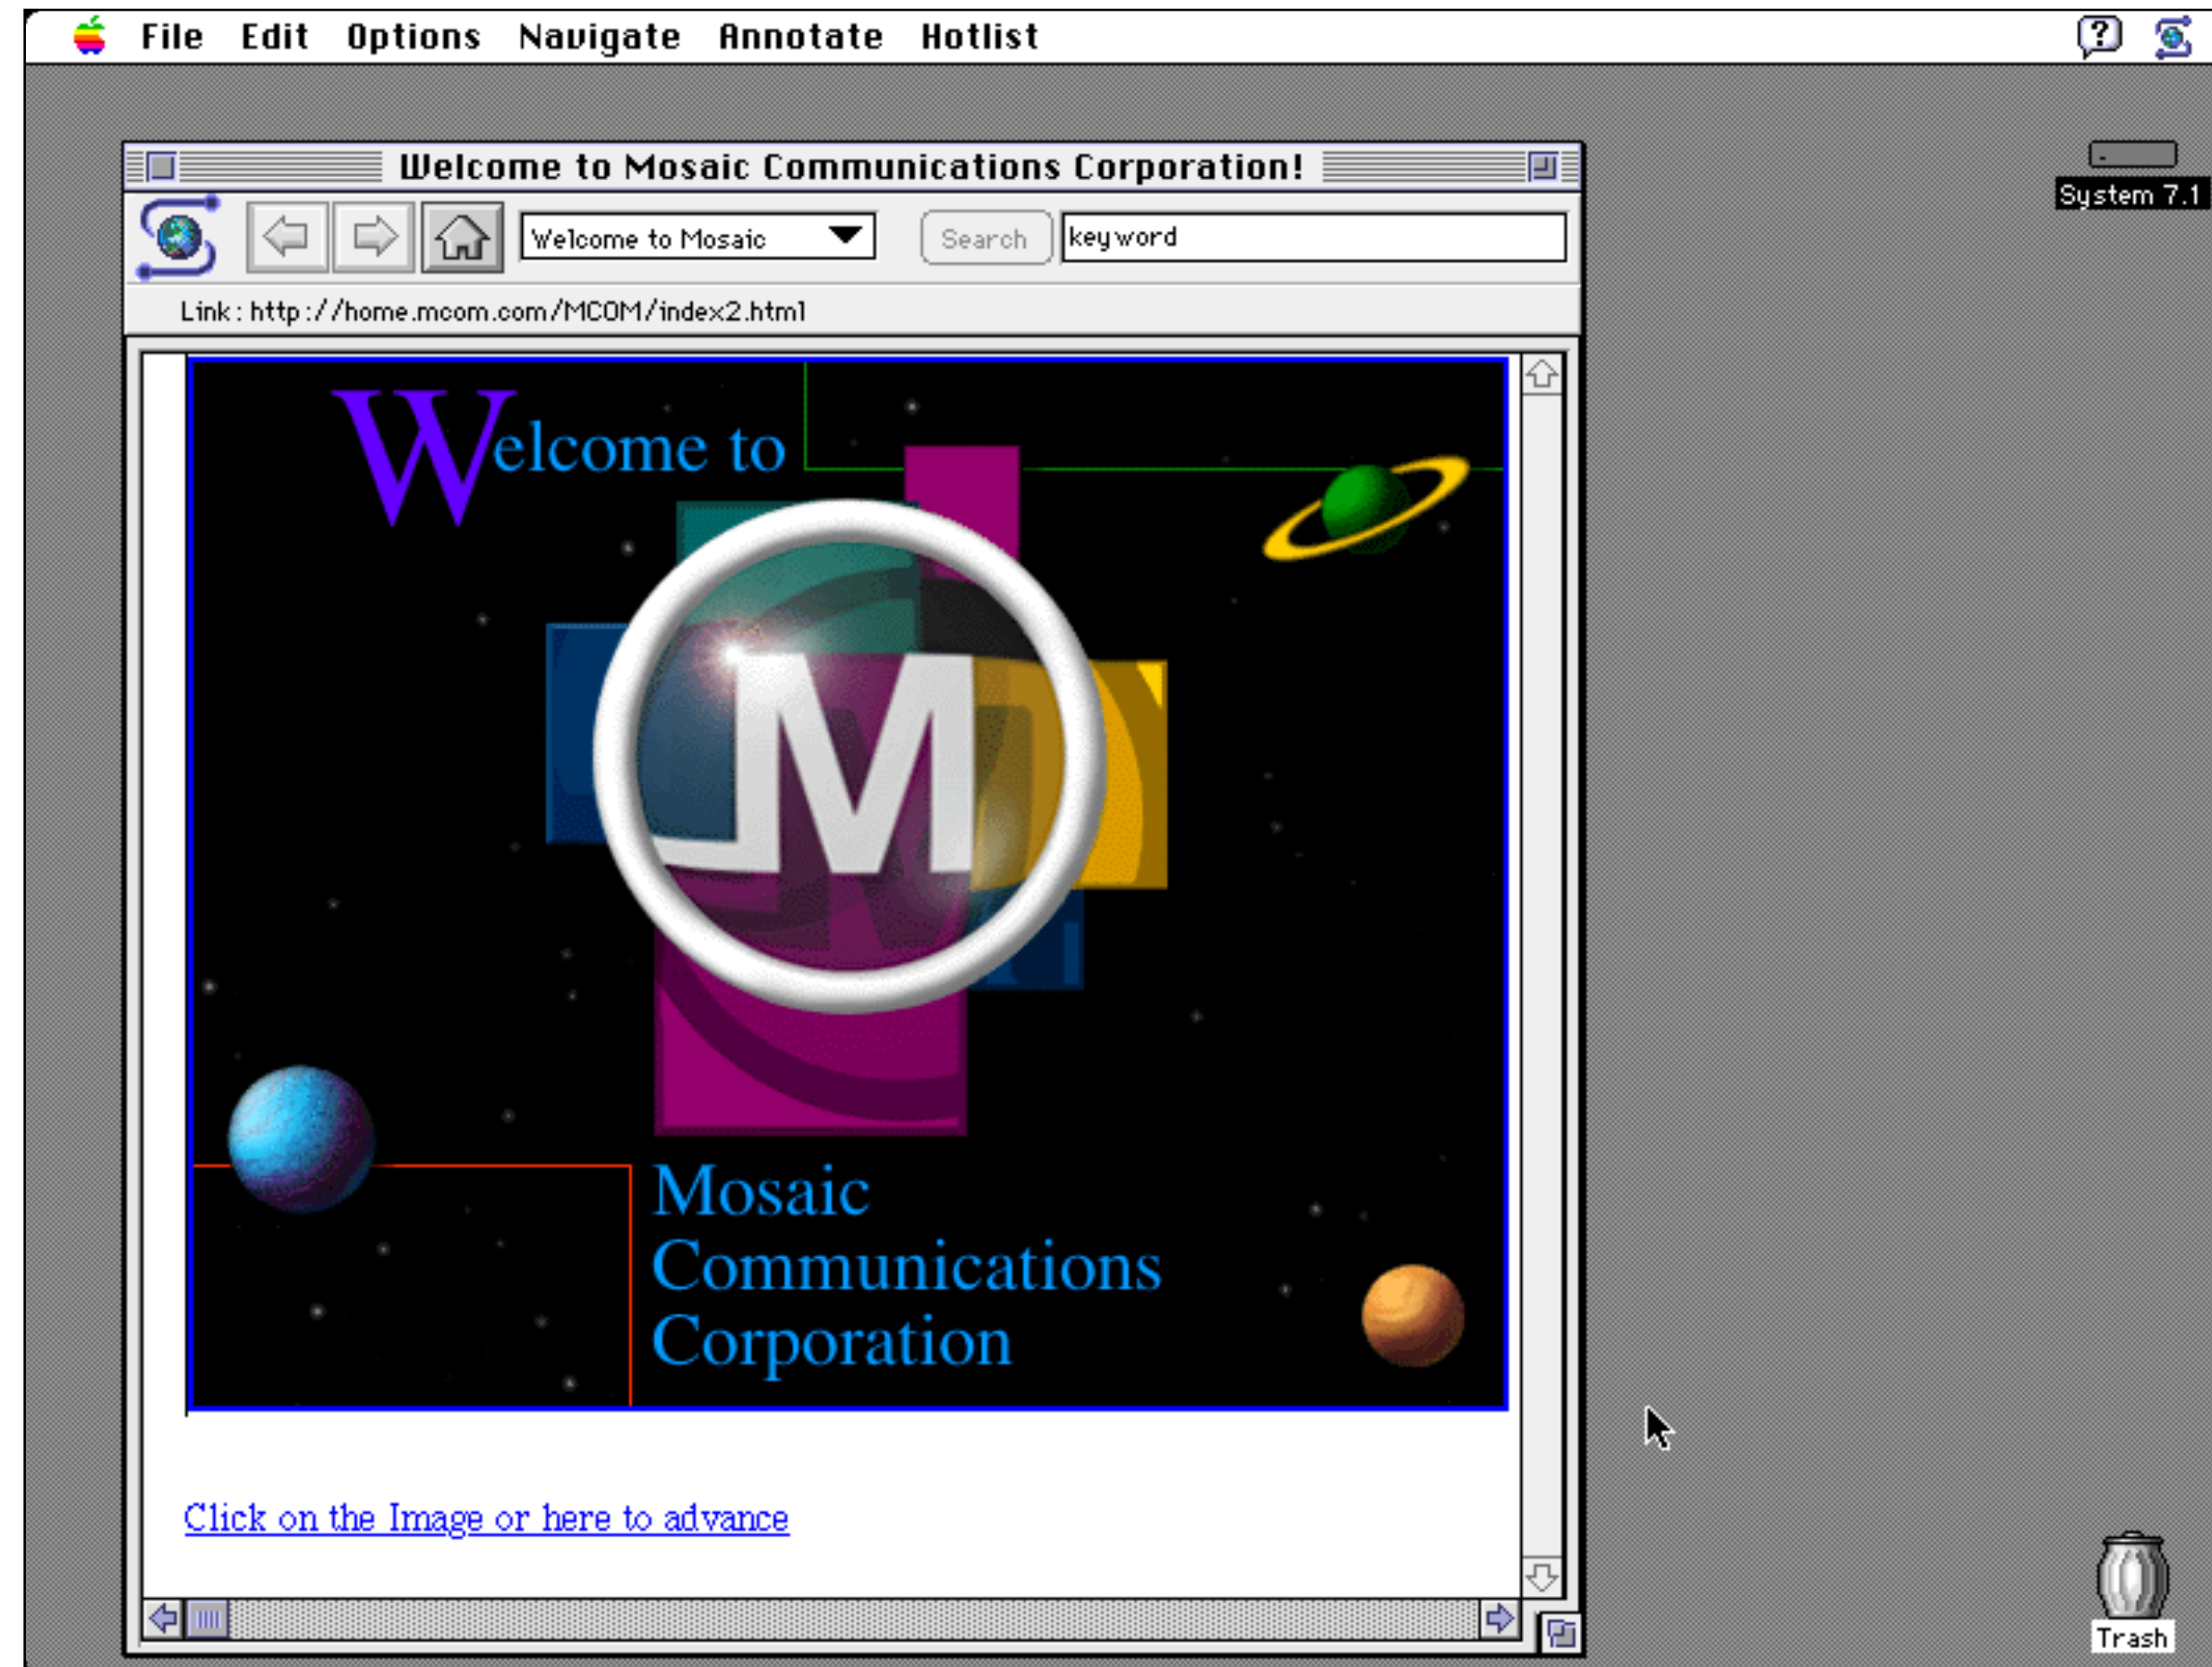 File Edit Options Navigate Annotate Hotlist
?
Welcome to Mosaic Communications Corporation!
System 7.1
Welcome to Mosaic
Search
keyword
Link: http://home.mcom.com/MCOM/index2.html
Welcome to
M
Mosaic
Communications
Corporation
Click on the Image or here to advance
Trash